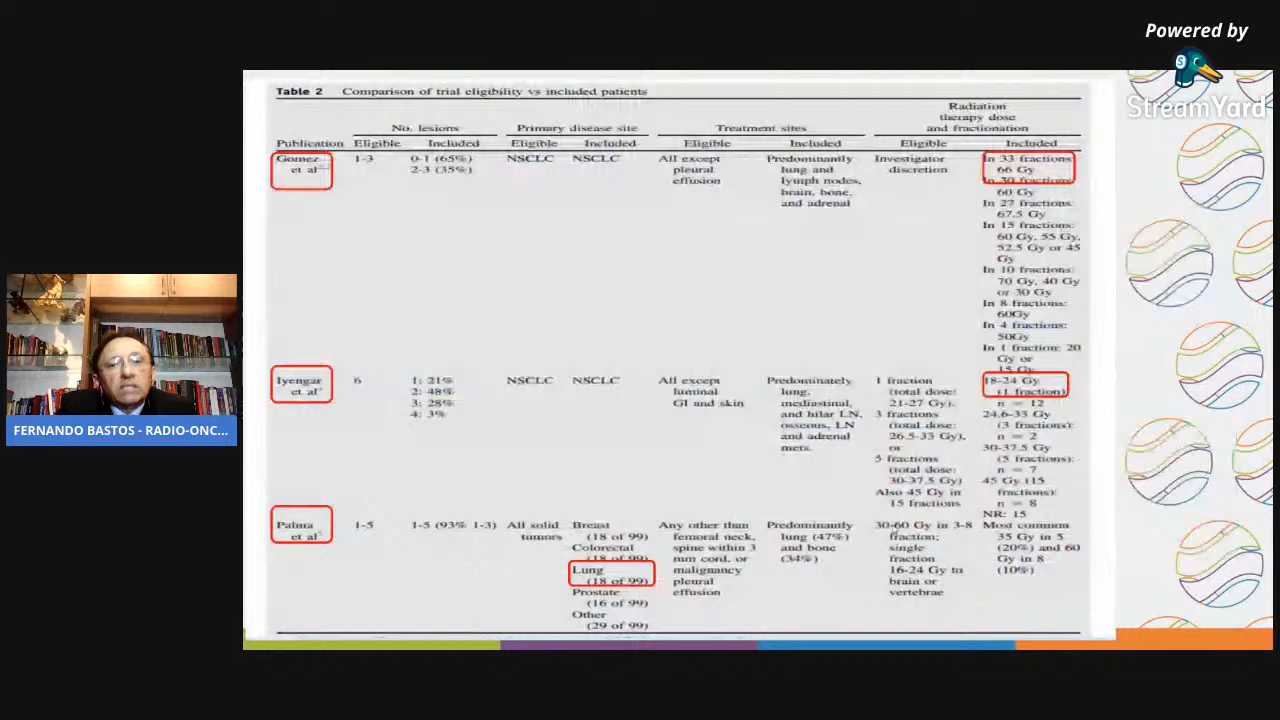 Powered by
StreamYard
Table 2 Comparison of trial eligibility vs included patients
No. lesions Primary disease site Treatment sites Radiation therapy dose and fractionation
Publication Eligible Included Eligible Included Eligible Included Eligible Included
Gomez et al 1-3 0-1 (65%) NSCLC NSCLC All except Predominantly Investigator In 33 fractions:
2-3 (35%) pleural lung and discretion 66 Gy
effusion lymph nodes, In 30 fractions:
brain, bone, 60 Gy
and adrenal In 27 fractions:
67.5 Gy
In 15 fractions:
60 Gy, 55 Gy,
52.5 Gy or 45
Gy
In 10 fractions:
70 Gy, 40 Gy
or 30 Gy
In 8 fractions:
60Gy
In 4 fractions:
50Gy
In 1 fraction: 20
Gy or
15 Gy
Iyengar 6 1: 21% NSCLC NSCLC All except Predominately 1 fraction 18-24 Gy
et al 2: 48% luminal lung, (total dose: (1 fraction)
3: 28% GI and skin mediastinal, 21-27 Gy), n = 12
4: 3% and hilar LN, 3 fractions 24.6-33 Gy
osseous, LN (total dose: (3 fractions):
and adrenal 26.5-33 Gy), n = 2
mets. or 30-37.5 Gy
5 fractions (5 fractions):
(total dose: n = 7
30-37.5 Gy) 45 Gy (15
Also 45 Gy in fractions):
15 fractions n = 8
NR: 15
Palma 1-5 1-5 (93% 1-3) All solid Breast Any other than Predominantly 30-60 Gy in 3-8 Most common
et al tumors (18 of 99) femoral neck, lung (47%) fraction; 35 Gy in 5
Colorectal spine within 3 and bone single (20%) and 60
(18 of 99) mm cord, or (34%) fraction Gy in 8
Lung malignancy 16-24 Gy to (10%)
(18 of 99) pleural brain or
Prostate effusion vertebrae
(16 of 99)
Other
(29 of 99)
FERNANDO BASTOS - RADIO-ONC...